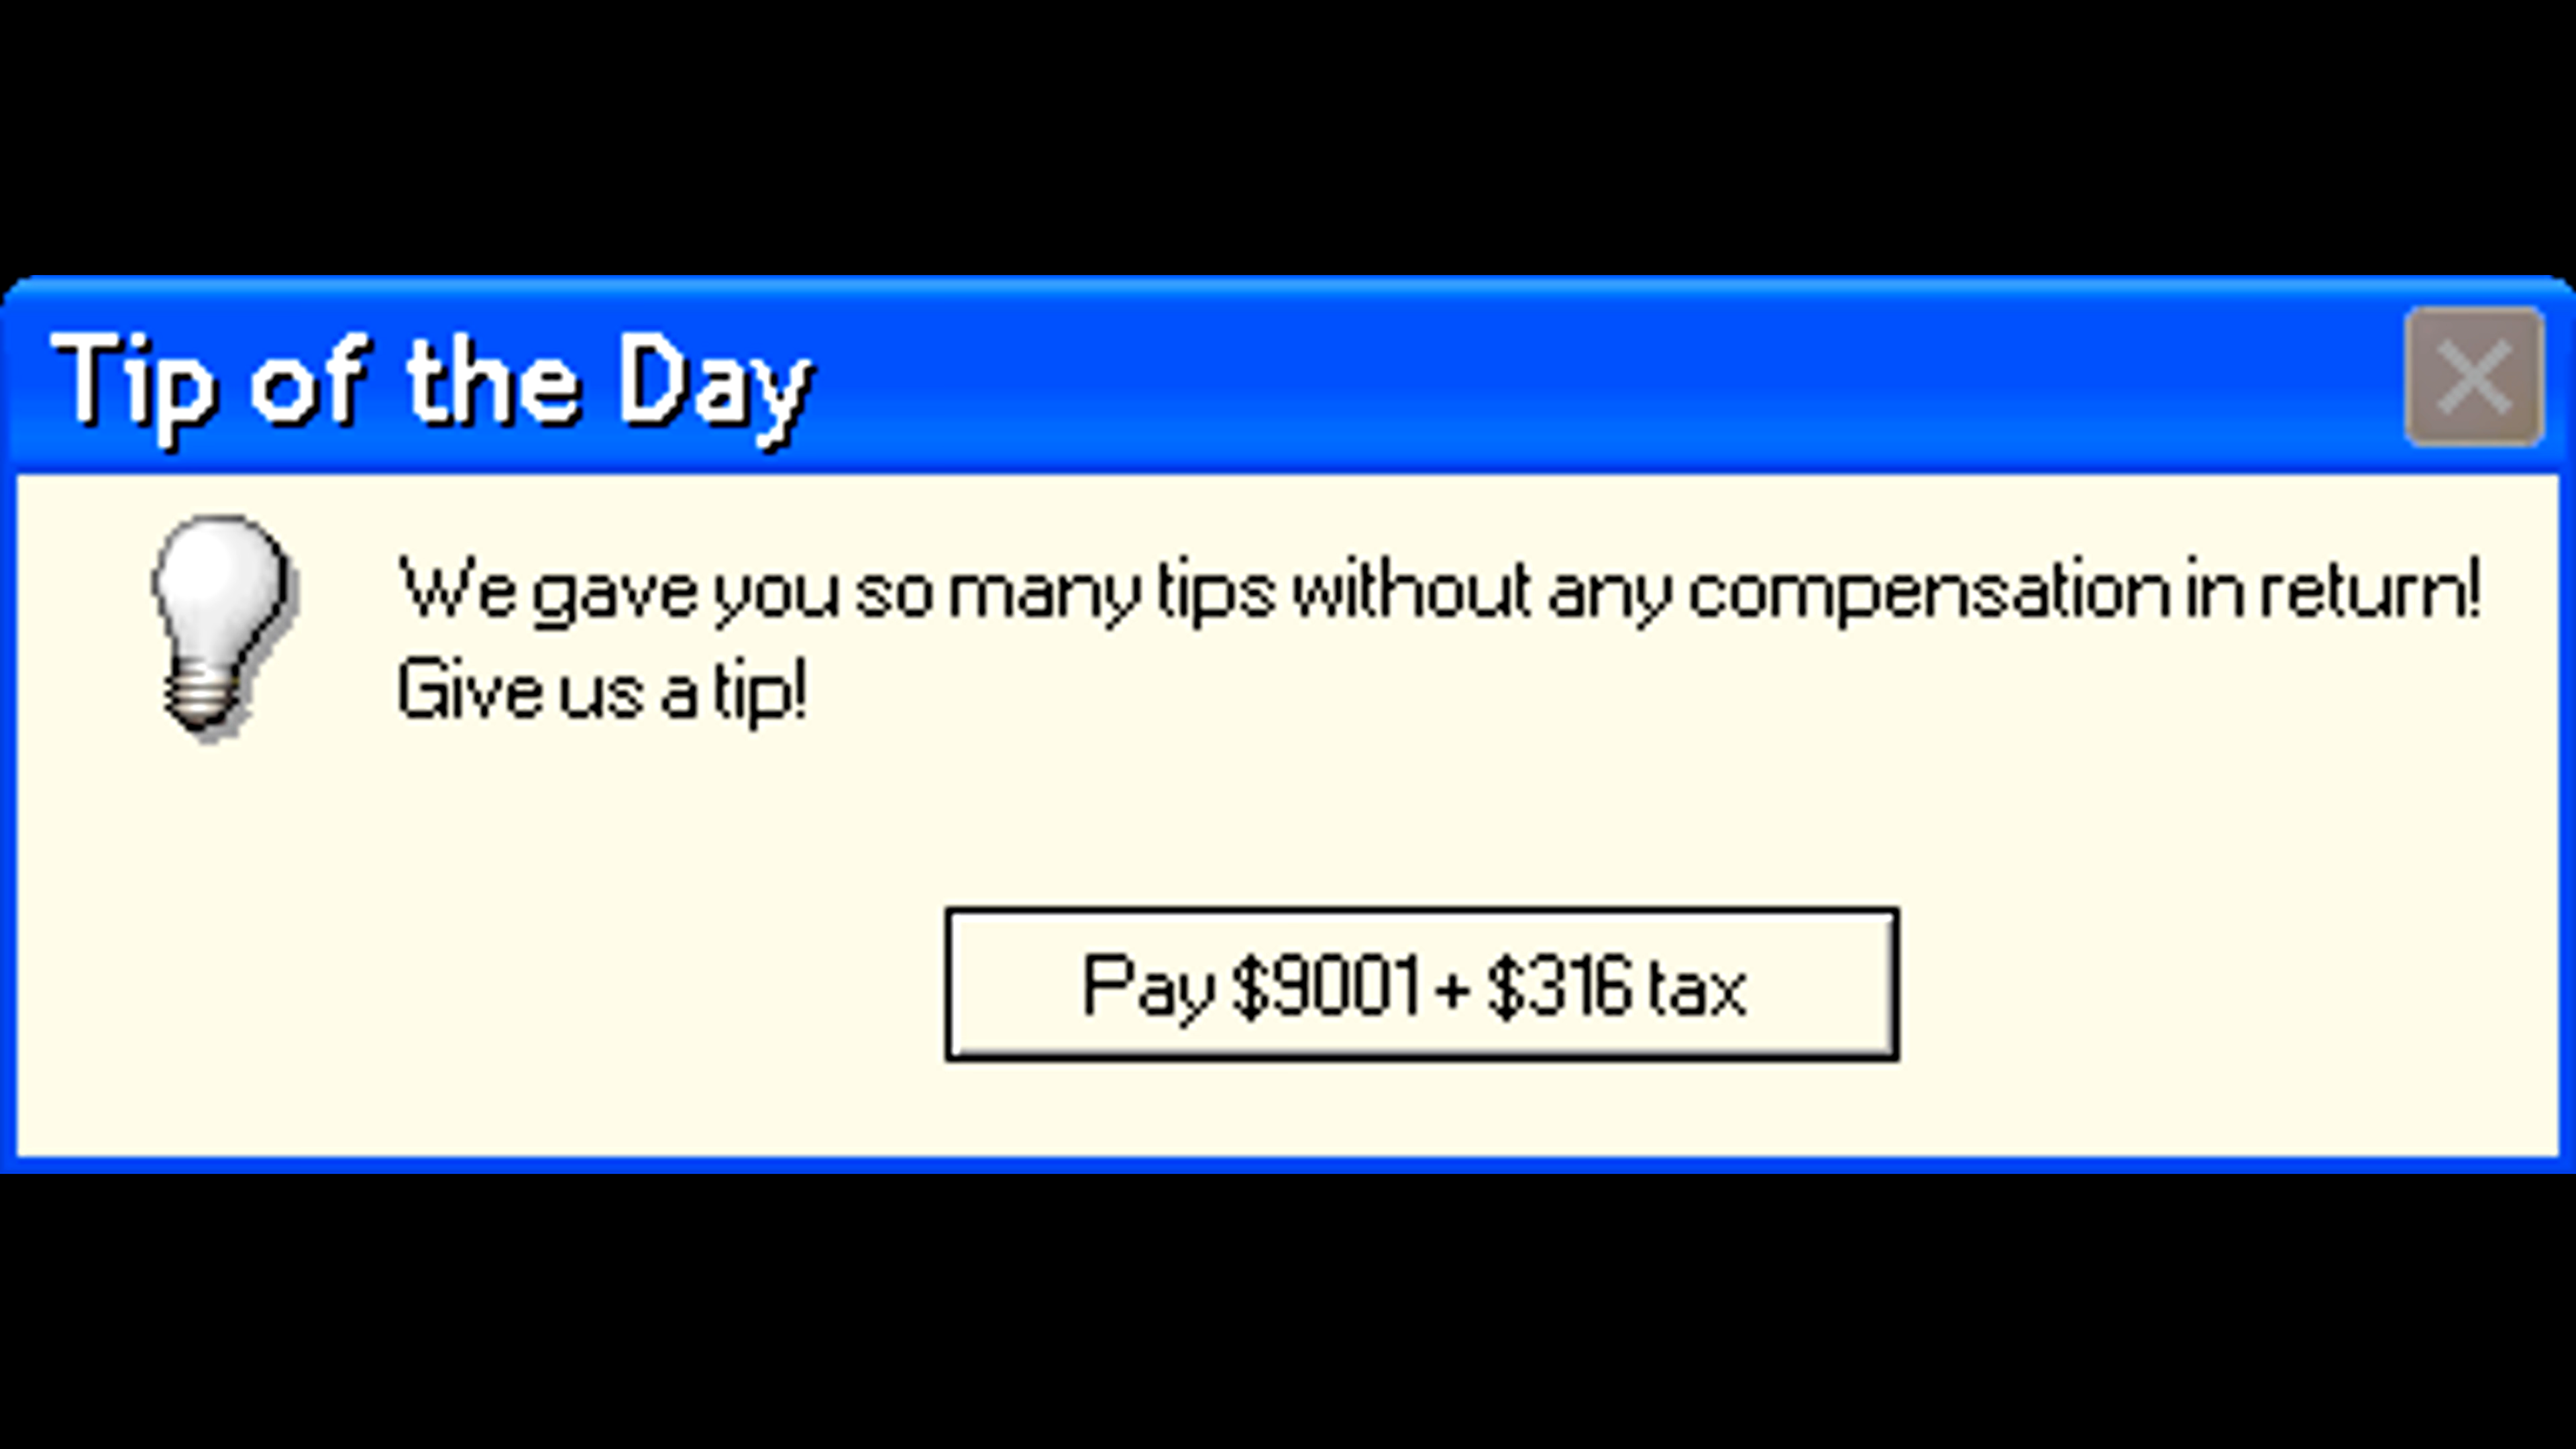 Tip of the Day
We gave you so many tips without any compensation in return!
Give us a tip!
Pay $9001 + $316 tax